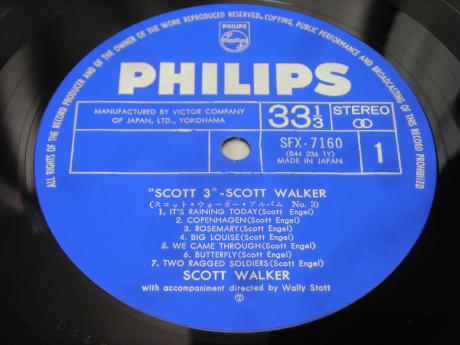 ALL RIGHTS OF THE RECORD PRODUCER AND OF THE OWNER OF THE WORK REPRODUCED RESERVED. COPYING, PUBLIC PERFORMANCE AND BROADCASTING OF THIS RECORD PROHIBITED
PHILIPS
PHILIPS
MANUFACTURED BY VICTOR COMPANY
OF JAPAN, LTD., YOKOHAMA
33 1/3
STEREO
SFX-7160
(844 236 1Y)
MADE IN JAPAN
1
"SCOTT 3"-SCOTT WALKER
(スコット・ウォーカー・アルバム No. 3)
1. IT'S RAINING TODAY(Scott Engel)
2. COPENHAGEN(Scott Engel)
3. ROSEMARY(Scott Engel)
4. BIG LOUISE(Scott Engel)
5. WE CAME THROUGH(Scott Engel)
6. BUTTERFLY(Scott Engel)
7. TWO RAGGED SOLDIERS(Scott Engel)
SCOTT WALKER
with accompaniment directed by Wally Stott